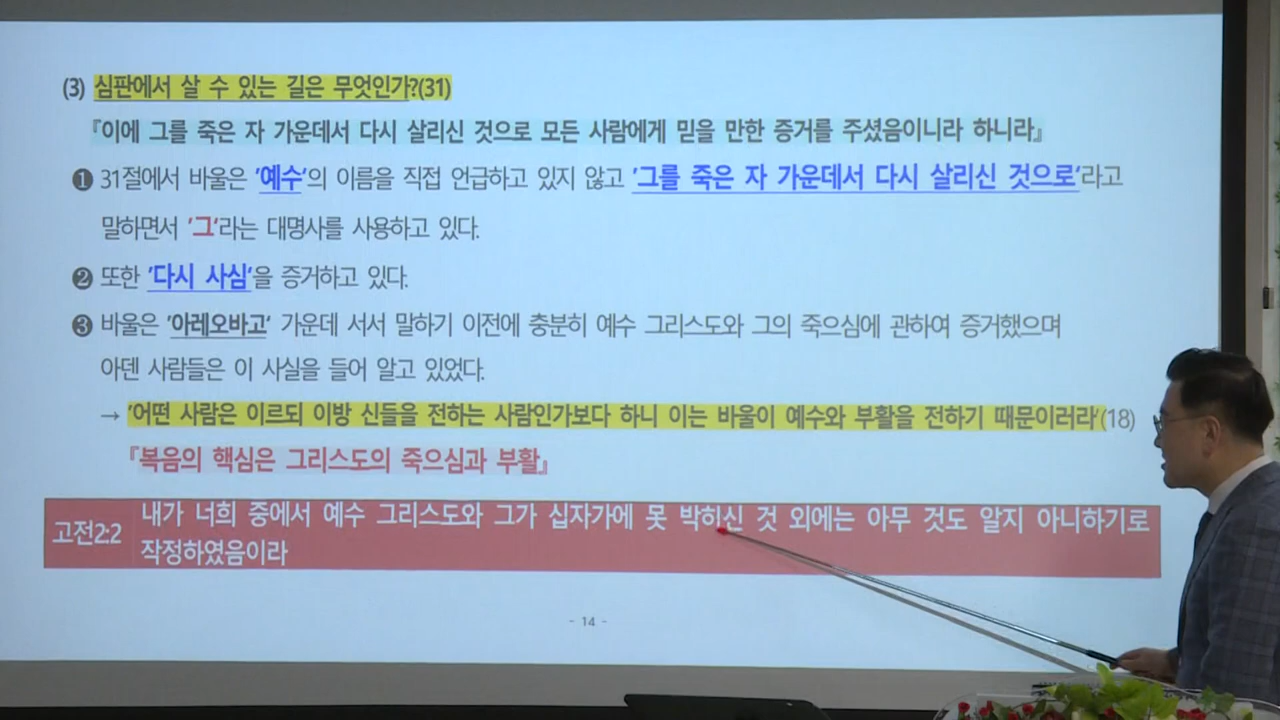 (3) 심판에서 살 수 있는 길은 무엇인가?(31)
『이에 그를 죽은 자 가운데서 다시 살리신 것으로 모든 사람에게 믿을 만한 증거를 주셨음이니라 하니라』
❶ 31절에서 바울은 '예수'의 이름을 직접 언급하고 있지 않고 '그를 죽은 자 가운데서 다시 살리신 것으로'라고
말하면서 '그'라는 대명사를 사용하고 있다.
❷ 또한 '다시 사심'을 증거하고 있다.
❸ 바울은 '아레오바고' 가운데 서서 말하기 이전에 충분히 예수 그리스도와 그의 죽으심에 관하여 증거했으며
아덴 사람들은 이 사실을 들어 알고 있었다.
→ '어떤 사람은 이르되 이방 신들을 전하는 사람인가보다 하니 이는 바울이 예수와 부활을 전하기 때문이러라'(18)
『복음의 핵심은 그리스도의 죽으심과 부활』
고전2:2 내가 너희 중에서 예수 그리스도와 그가 십자가에 못 박히신 것 외에는 아무 것도 알지 아니하기로
작정하였음이라
- 14 -